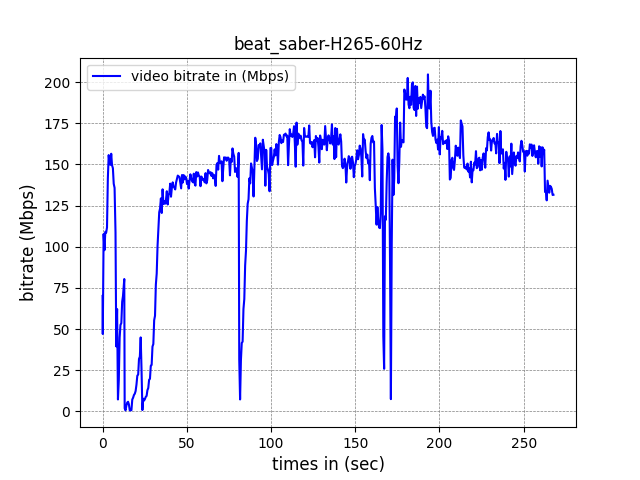 beat_saber-H265-60Hz
video bitrate in (Mbps)
bitrate (Mbps)
200
175
150
125
100
75
50
25
0
0 50 100 150 200 250
times in (sec)